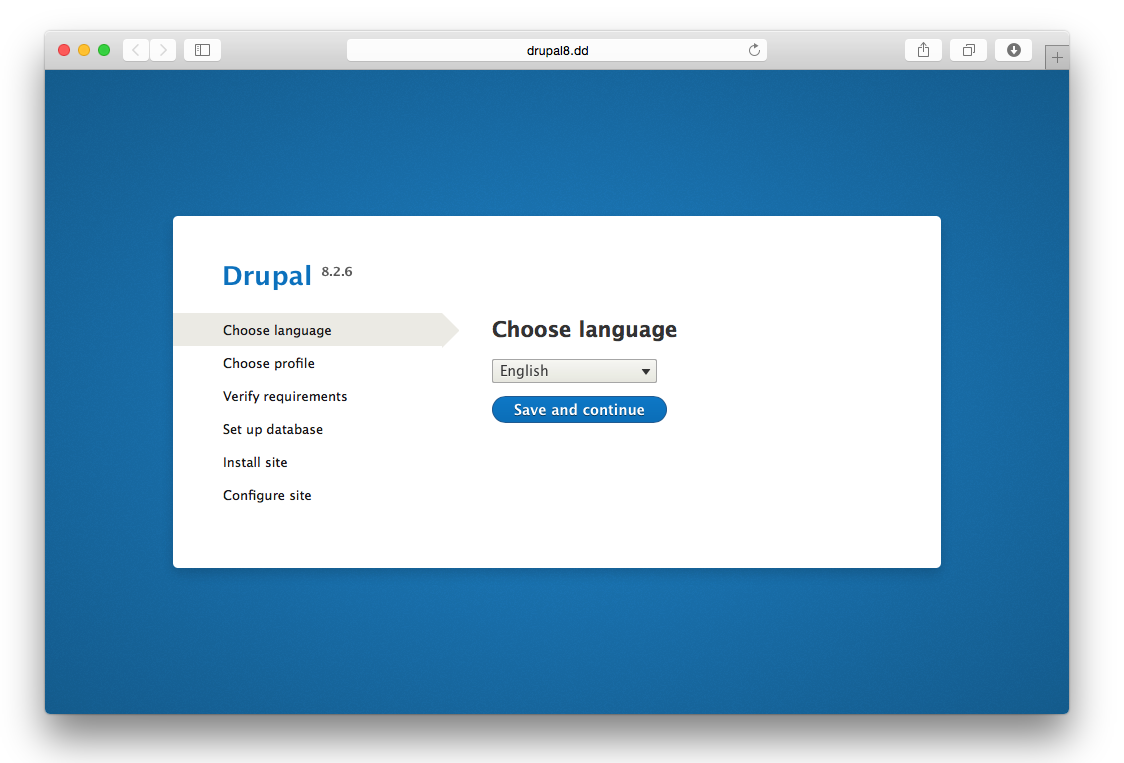 drupal8.dd
Drupal 8.2.6
Choose language
Choose profile
Verify requirements
Set up database
Install site
Configure site
Choose language
English
Save and continue